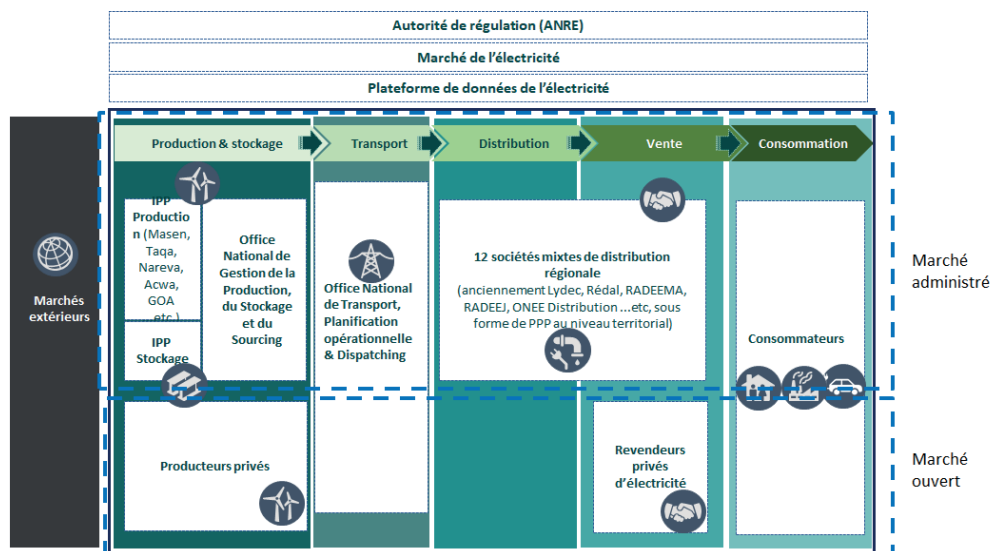 Autorité de régulation (ANRE)
Marché de l'électricité
Plateforme de données de l'électricité
Production & stockage
Transport
Distribution
Vente
Consommation
Marchés
extérieurs
IPP
Productio
n (Masen,
Taqa,
Nareva,
Acwa,
GOA
etc.)
IPP
Stockage
Office
National de
Gestion de la
Production,
du Stockage
et du
Sourcing
Office National
de Transport,
Planification
opérationnelle
& Dispatching
12 sociétés mixtes de distribution
régionale
(anciennement Lydec, Rédal, RADEEMA,
RADEEJ, ONEE Distribution ...etc, sous
forme de PPP au niveau territorial)
Consommateurs
Marché
administré
Producteurs privés
Revendeurs
privés
d'électricité
Marché
ouvert